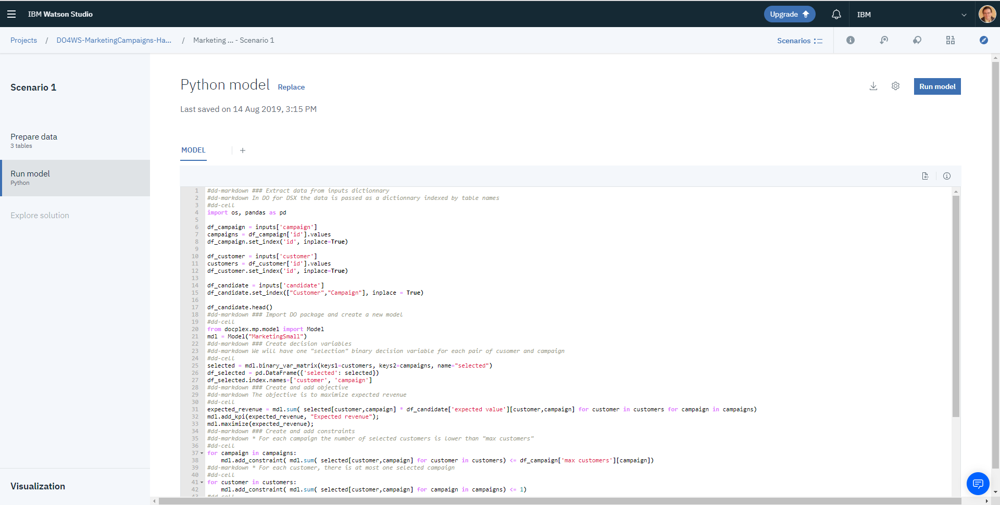 IBM Watson Studio
Upgrade
IBM
Projects / DO4WS-MarketingCampaigns-Ha... / Marketing ... - Scenario 1
Scenarios
Scenario 1
Prepare data
3 tables
Run model
Python
Explore solution
Visualization
Python model Replace
Run model
Last saved on 14 Aug 2019, 3:15 PM
MODEL +
1 #dd-markdown ### Extract data from inputs dictionnary
2 #dd-markdown In DO for DSX the data is passed as a dictionnary indexed by table names
3 #dd-cell
4 import os, pandas as pd
5
6 df_campaign = inputs['campaign']
7 campaigns = df_campaign['id'].values
8 df_campaign.set_index('id', inplace=True)
9
10 df_customer = inputs['customer']
11 customers = df_customer['id'].values
12 df_customer.set_index('id', inplace=True)
13
14 df_candidate = inputs['candidate']
15 df_candidate.set_index(["Customer","Campaign"], inplace = True)
16
17 df_candidate.head()
18 #dd-markdown ### Import DO package and create a new model
19 #dd-cell
20 from docplex.mp.model import Model
21 mdl = Model("MarketingSmall")
22 #dd-markdown ### Create decision variables
23 #dd-markdown We will have one "selection" binary decision variable for each pair of cusomer and campaign
24 #dd-cell
25 selected = mdl.binary_var_matrix(keys1=customers, keys2=campaigns, name="selected")
26 df_selected = pd.DataFrame({'selected': selected})
27 df_selected.index.names=['customer', 'campaign']
28 #dd-markdown ### Create and add objective
29 #dd-markdown The objective is to maximize expected revenue
30 #dd-cell
31 expected_revenue = mdl.sum( selected[customer,campaign] * df_candidate['expected value'][customer,campaign] for customer in customers for campaign in campaigns)
32 mdl.add_kpi(expected_revenue, "Expected revenue");
33 mdl.maximize(expected_revenue);
34 #dd-markdown ### Create and add constraints
35 #dd-markdown * For each campaign the number of selected customers is lower than "max customers"
36 #dd-cell
37 for campaign in campaigns:
38 mdl.add_constraint( mdl.sum( selected[customer,campaign] for customer in customers) <= df_campaign['max customers'][campaign])
39 #dd-markdown * For each customer, there is at most one selected campaign
40 #dd-cell
41 for customer in customers:
42 mdl.add_constraint( mdl.sum( selected[customer,campaign] for campaign in campaigns) <= 1)
43 #dd-cell